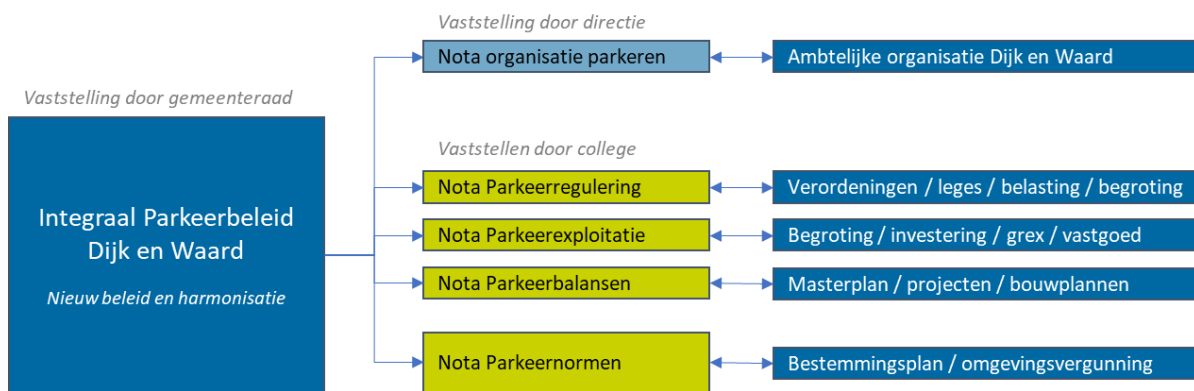 Vaststelling door directie
Nota organisatie parkeren
Ambtelijke organisatie Dijk en Waard
Vaststelling door gemeenteraad
Integraal Parkeerbeleid
Dijk en Waard
Nieuw beleid en harmonisatie
Vaststellen door college
Nota Parkeerregulering
Verordeningen / leges / belasting / begroting
Nota Parkeerexploitatie
Begroting / investering / grex / vastgoed
Nota Parkeerbalansen
Masterplan / projecten / bouwplannen
Nota Parkeernormen
Bestemmingsplan / omgevingsvergunning